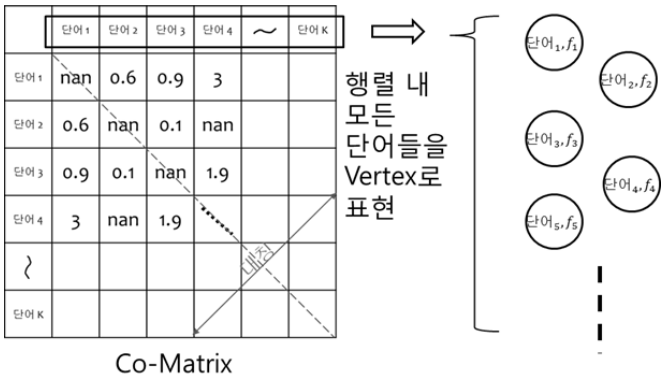 단어 1 단어 2 단어 3 단어 4 ~ 단어 K
단어 1 nan 0.6 0.9 3
단어 2 0.6 nan 0.1 nan
단어 3 0.9 0.1 nan 1.9
단어 4 3 nan 1.9
~
단어 K
대칭
Co-Matrix
행렬 내
모든
단어들을
Vertex로
표현
단어₁,f₁
단어₂,f₂
단어₃,f₃
단어₄,f₄
단어₅,f₅